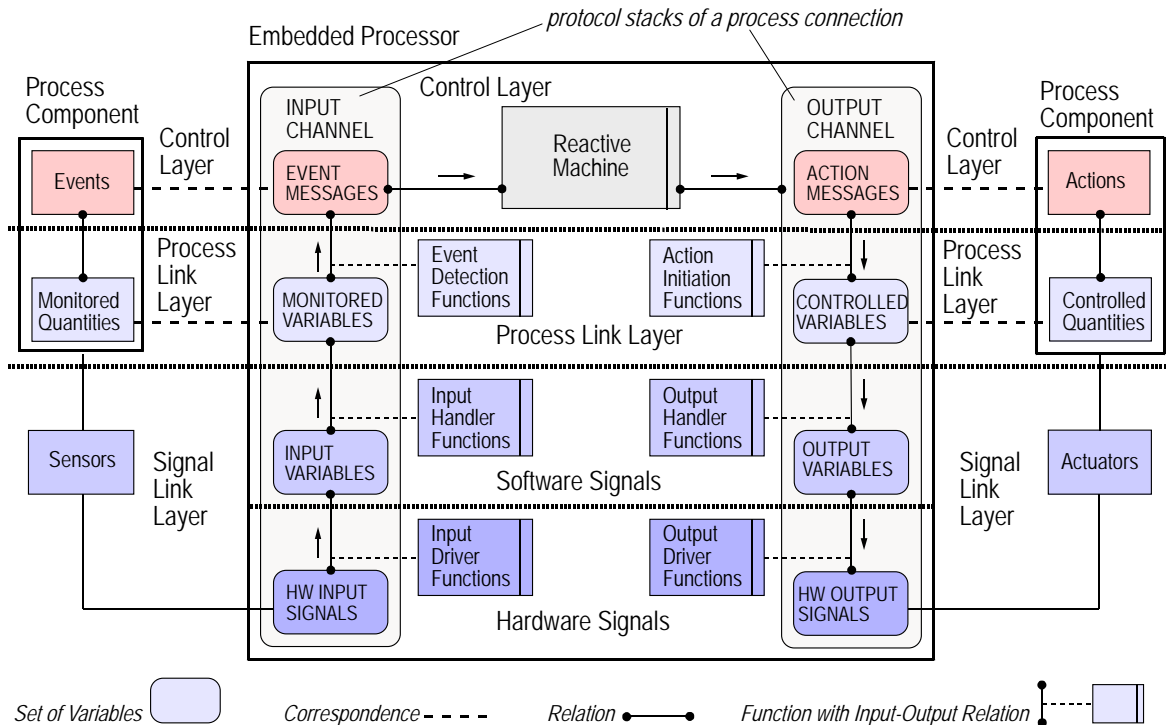 protocol stacks of a process connection
Embedded Processor
Process
Component
Control
Layer
INPUT
CHANNEL
Control Layer
OUTPUT
CHANNEL
Control
Layer
Process
Component
Events
EVENT
MESSAGES
Reactive
Machine
ACTION
MESSAGES
Actions
Process
Link
Layer
Event
Detection
Functions
Action
Initiation
Functions
Process
Link
Layer
Monitored
Quantities
MONITORED
VARIABLES
Process Link Layer
CONTROLLED
VARIABLES
Controlled
Quantities
Input
Handler
Functions
Output
Handler
Functions
Sensors
Signal
Link
Layer
INPUT
VARIABLES
Software Signals
OUTPUT
VARIABLES
Signal
Link
Layer
Actuators
Input
Driver
Functions
Output
Driver
Functions
HW INPUT
SIGNALS
Hardware Signals
HW OUTPUT
SIGNALS
Set of Variables
Correspondence
Relation
Function with Input-Output Relation